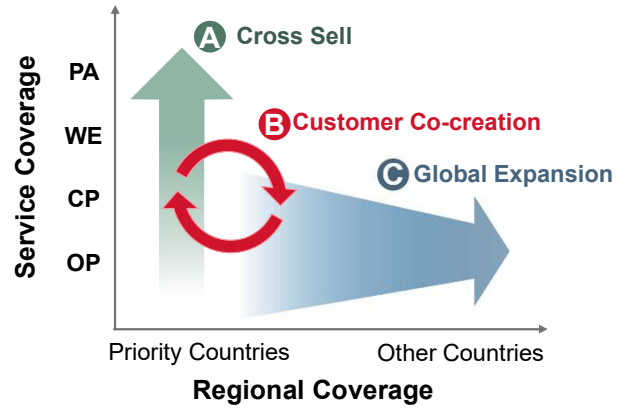 A Cross Sell
PA
B Customer Co-creation
WE
C Global Expansion
CP
OP
Service Coverage
Priority Countries
Other Countries
Regional Coverage